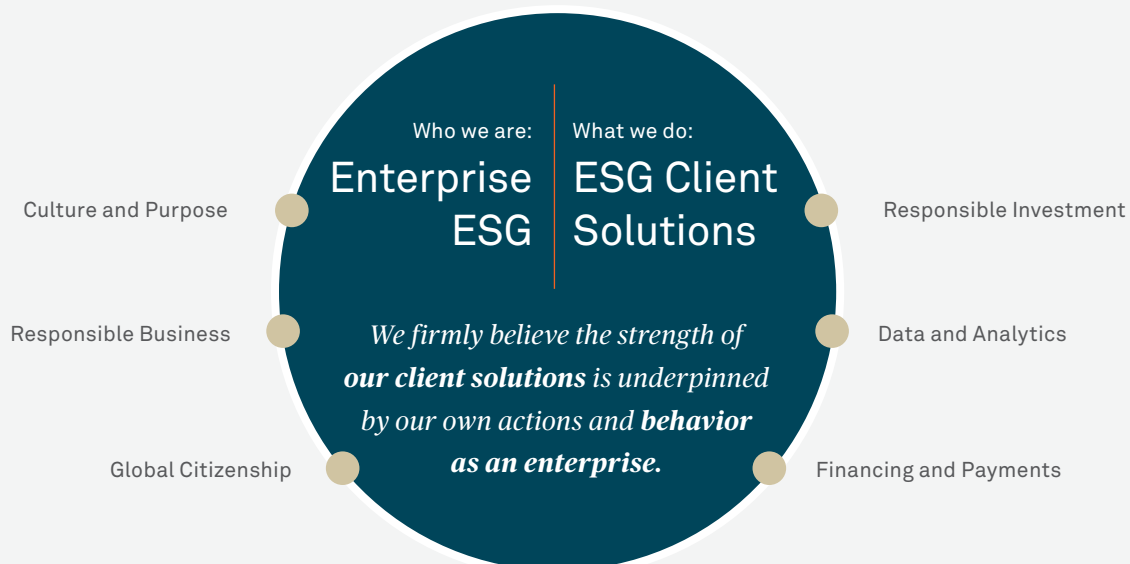 Who we are:
Enterprise
ESG
What we do:
ESG Client
Solutions
Culture and Purpose
Responsible Business
Global Citizenship
We firmly believe the strength of
our client solutions is underpinned
by our own actions and behavior
as an enterprise.
Responsible Investment
Data and Analytics
Financing and Payments